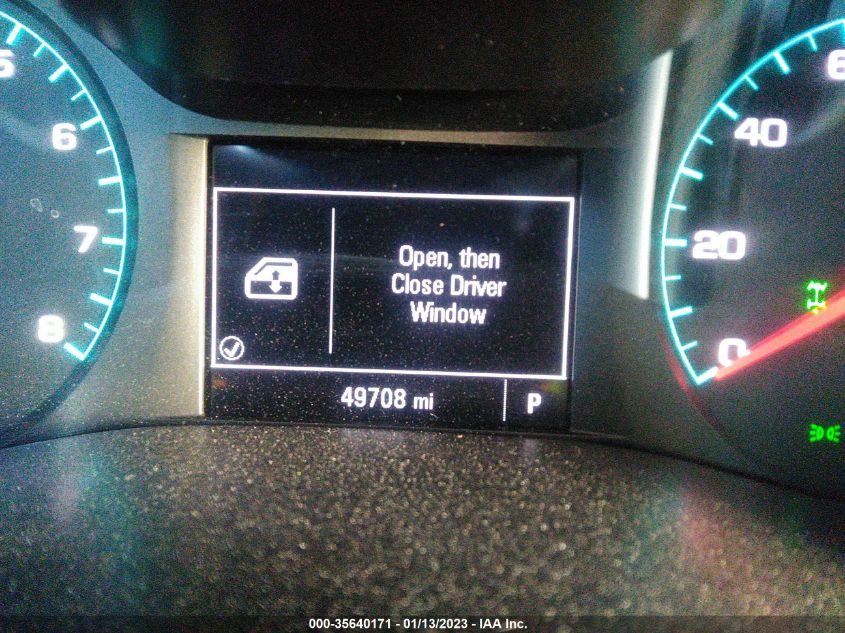 5
6
7
8
Open, then
Close Driver
Window
49708 mi
P
40
20
0
000-35640171 - 01/13/2023 - IAA Inc.